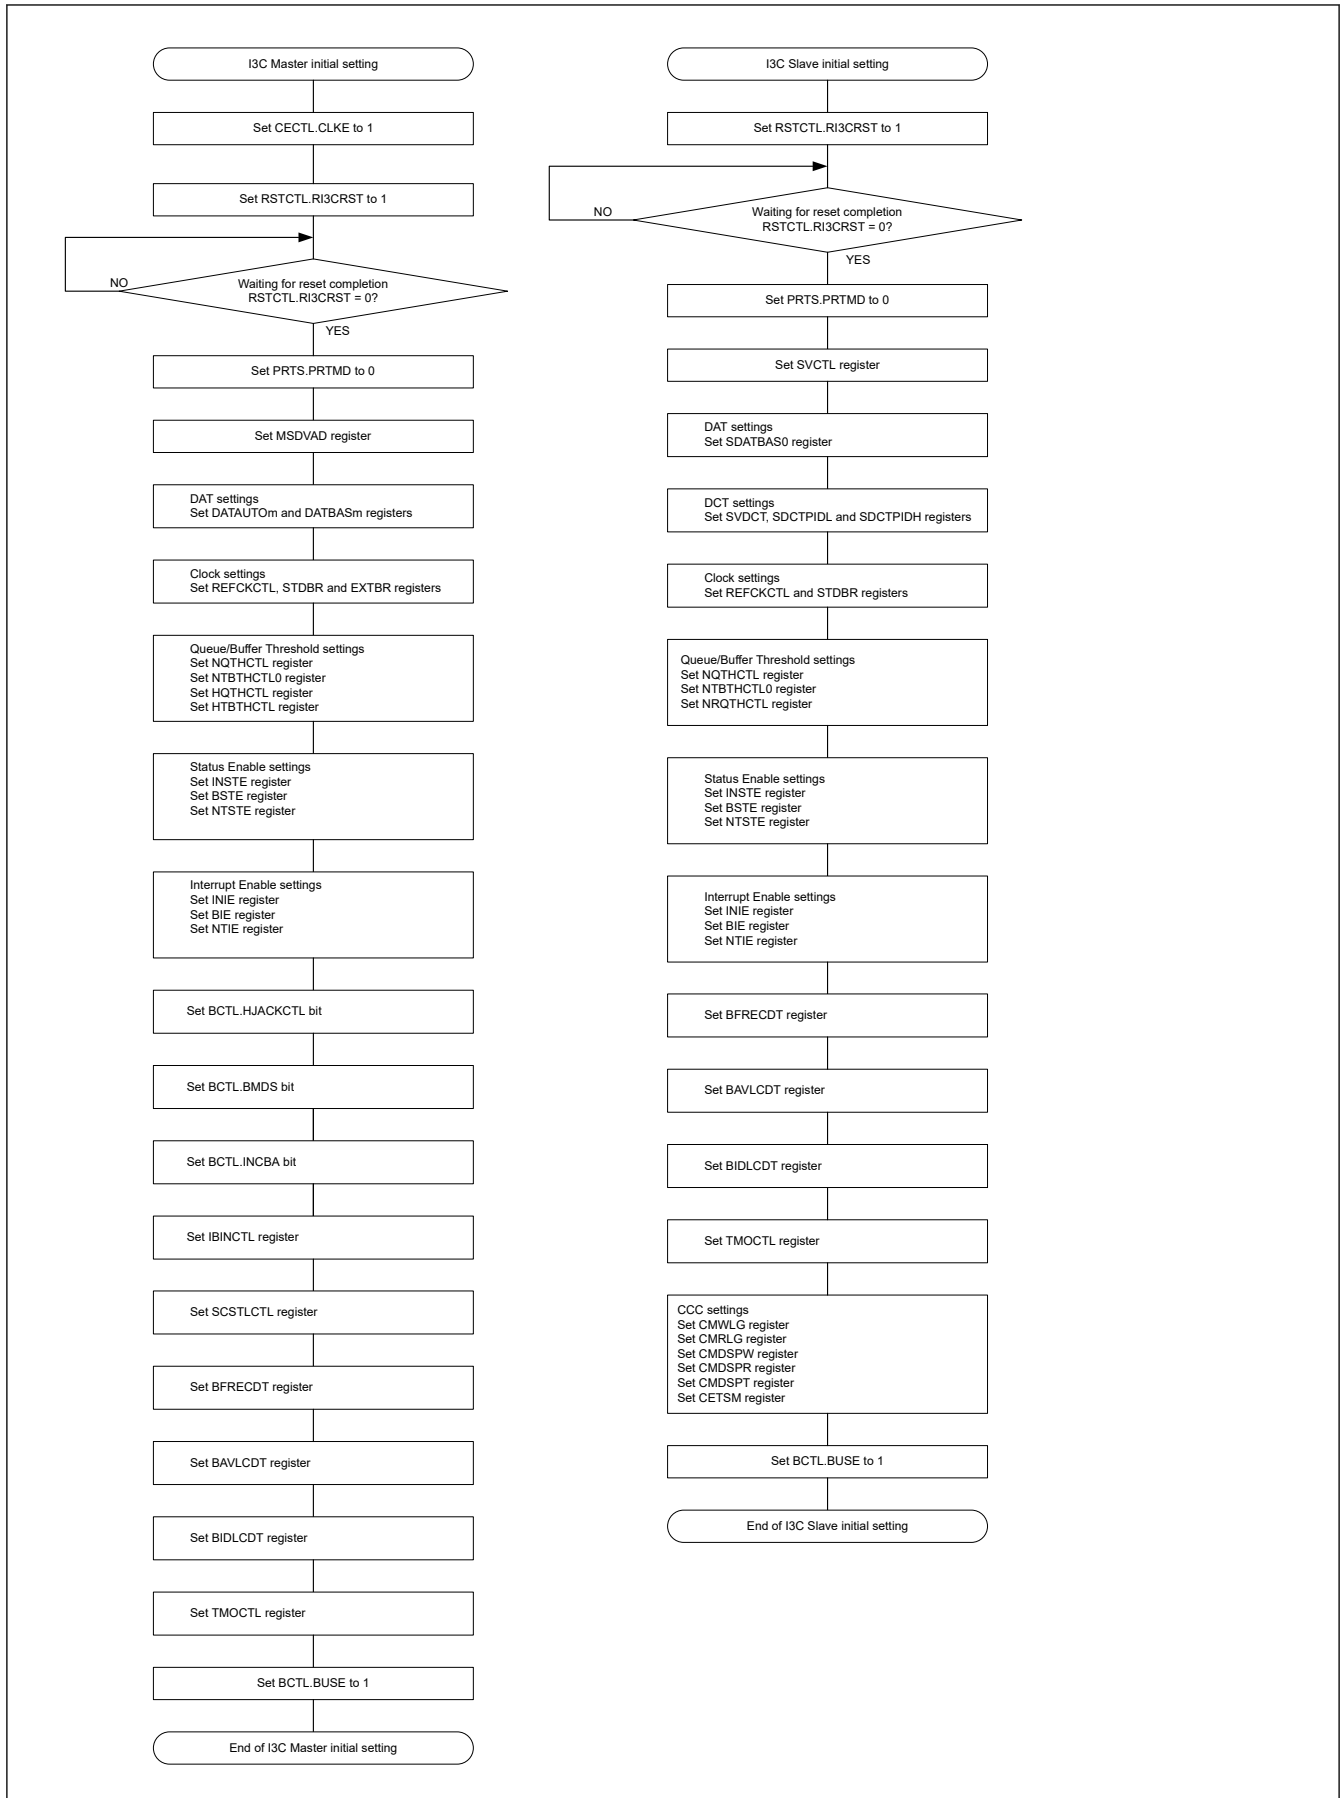 I3C Master initial setting
Set CECTL.CLKE to 1
Set RSTCTL.RI3CRST to 1
NO
Waiting for reset completion
RSTCTL.RI3CRST = 0?
YES
Set PRTS.PRTMD to 0
Set MSDVAD register
DAT settings
Set DATAUTOm and DATBASm registers
Clock settings
Set REFCKCTL, STDBR and EXTBR registers
Queue/Buffer Threshold settings
Set NQTHCTL register
Set NTBTHCTL0 register
Set HQTHCTL register
Set HTBTHCTL register
Status Enable settings
Set INSTE register
Set BSTE register
Set NTSTE register
Interrupt Enable settings
Set INIE register
Set BIE register
Set NTIE register
Set BCTL.HJACKCTL bit
Set BCTL.BMDS bit
Set BCTL.INCBA bit
Set IBINCTL register
Set SCSTLCTL register
Set BFRECDT register
Set BAVLCDT register
Set BIDLCDT register
Set TMOCTL register
Set BCTL.BUSE to 1
End of I3C Master initial setting
I3C Slave initial setting
Set RSTCTL.RI3CRST to 1
NO
Waiting for reset completion
RSTCTL.RI3CRST = 0?
YES
Set PRTS.PRTMD to 0
Set SVCTL register
DAT settings
Set SDATBAS0 register
DCT settings
Set SVDCT, SDCTPIDL and SDCTPIDH registers
Clock settings
Set REFCKCTL and STDBR registers
Queue/Buffer Threshold settings
Set NQTHCTL register
Set NTBTHCTL0 register
Set NRQTHCTL register
Status Enable settings
Set INSTE register
Set BSTE register
Set NTSTE register
Interrupt Enable settings
Set INIE register
Set BIE register
Set NTIE register
Set BFRECDT register
Set BAVLCDT register
Set BIDLCDT register
Set TMOCTL register
CCC settings
Set CMWLG register
Set CMRLG register
Set CMDSPW register
Set CMDSPR register
Set CMDSPT register
Set CETSM register
Set BCTL.BUSE to 1
End of I3C Slave initial setting